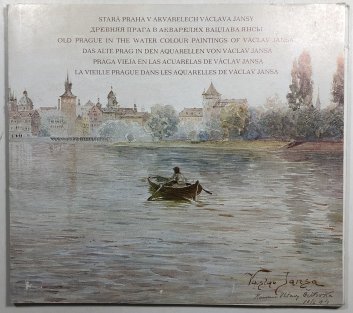 STARÁ PRAHA V AKVARELECH VÁCLAVA JANSY
ДРЕВНЯЯ ПРАГА В АКВАРЕЛЯХ ВАЦЛАВА ЯНСЫ
OLD PRAGUE IN THE WATER COLOUR PAINTINGS OF VÁCLAV JANSA
DAS ALTE PRAG IN DEN AQUARELLEN VON VÁCLAV JANSA
PRAGA VIEJA EN LAS ACUARELAS DE VÁCLAV JANSA
LA VIEILLE PRAGUE DANS LES AQUARELLES DE VÁCLAV JANSA
Václav Jansa